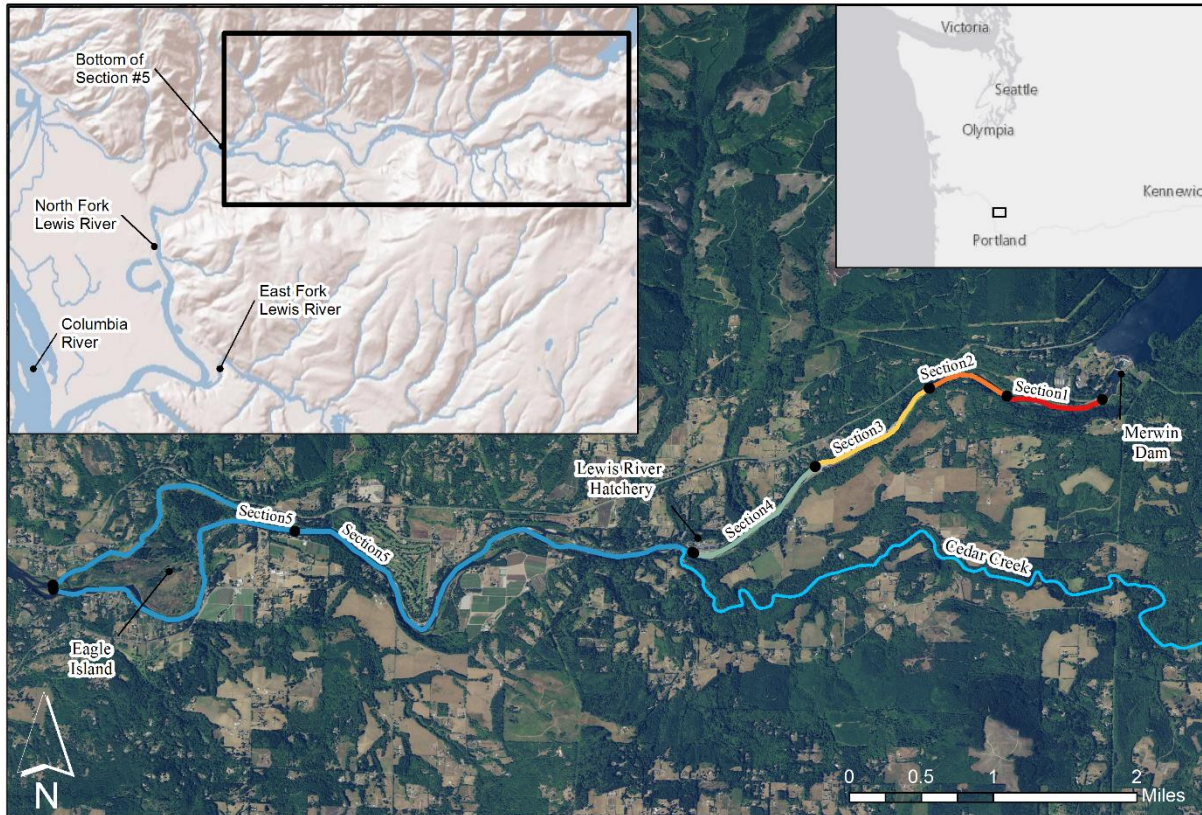 Bottom of
Section #5
North Fork
Lewis River
East Fork
Lewis River
Columbia
River
Victoria
Seattle
Olympia
Kennewic
Portland
Section2
Section1
Merwin
Dam
Section3
Lewis River
Hatchery
Section4
Section5
Section5
Cedar Creek
Eagle
Island
N
0 0.5 1 2
Miles